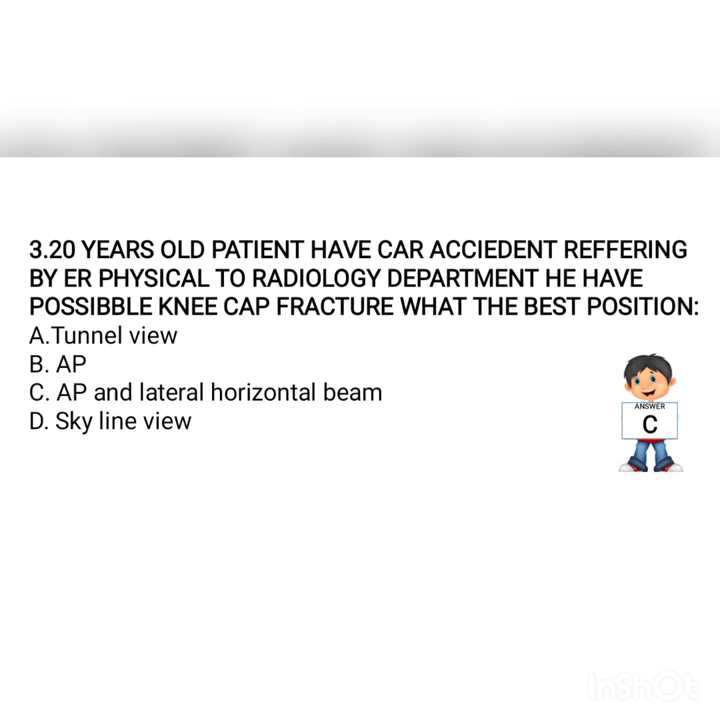 3.20 YEARS OLD PATIENT HAVE CAR ACCIEDENT REFFERING
BY ER PHYSICAL TO RADIOLOGY DEPARTMENT HE HAVE
POSSIBBLE KNEE CAP FRACTURE WHAT THE BEST POSITION:
A.Tunnel view
B. AP
C. AP and lateral horizontal beam
D. Sky line view
ANSWER
C
InShOt